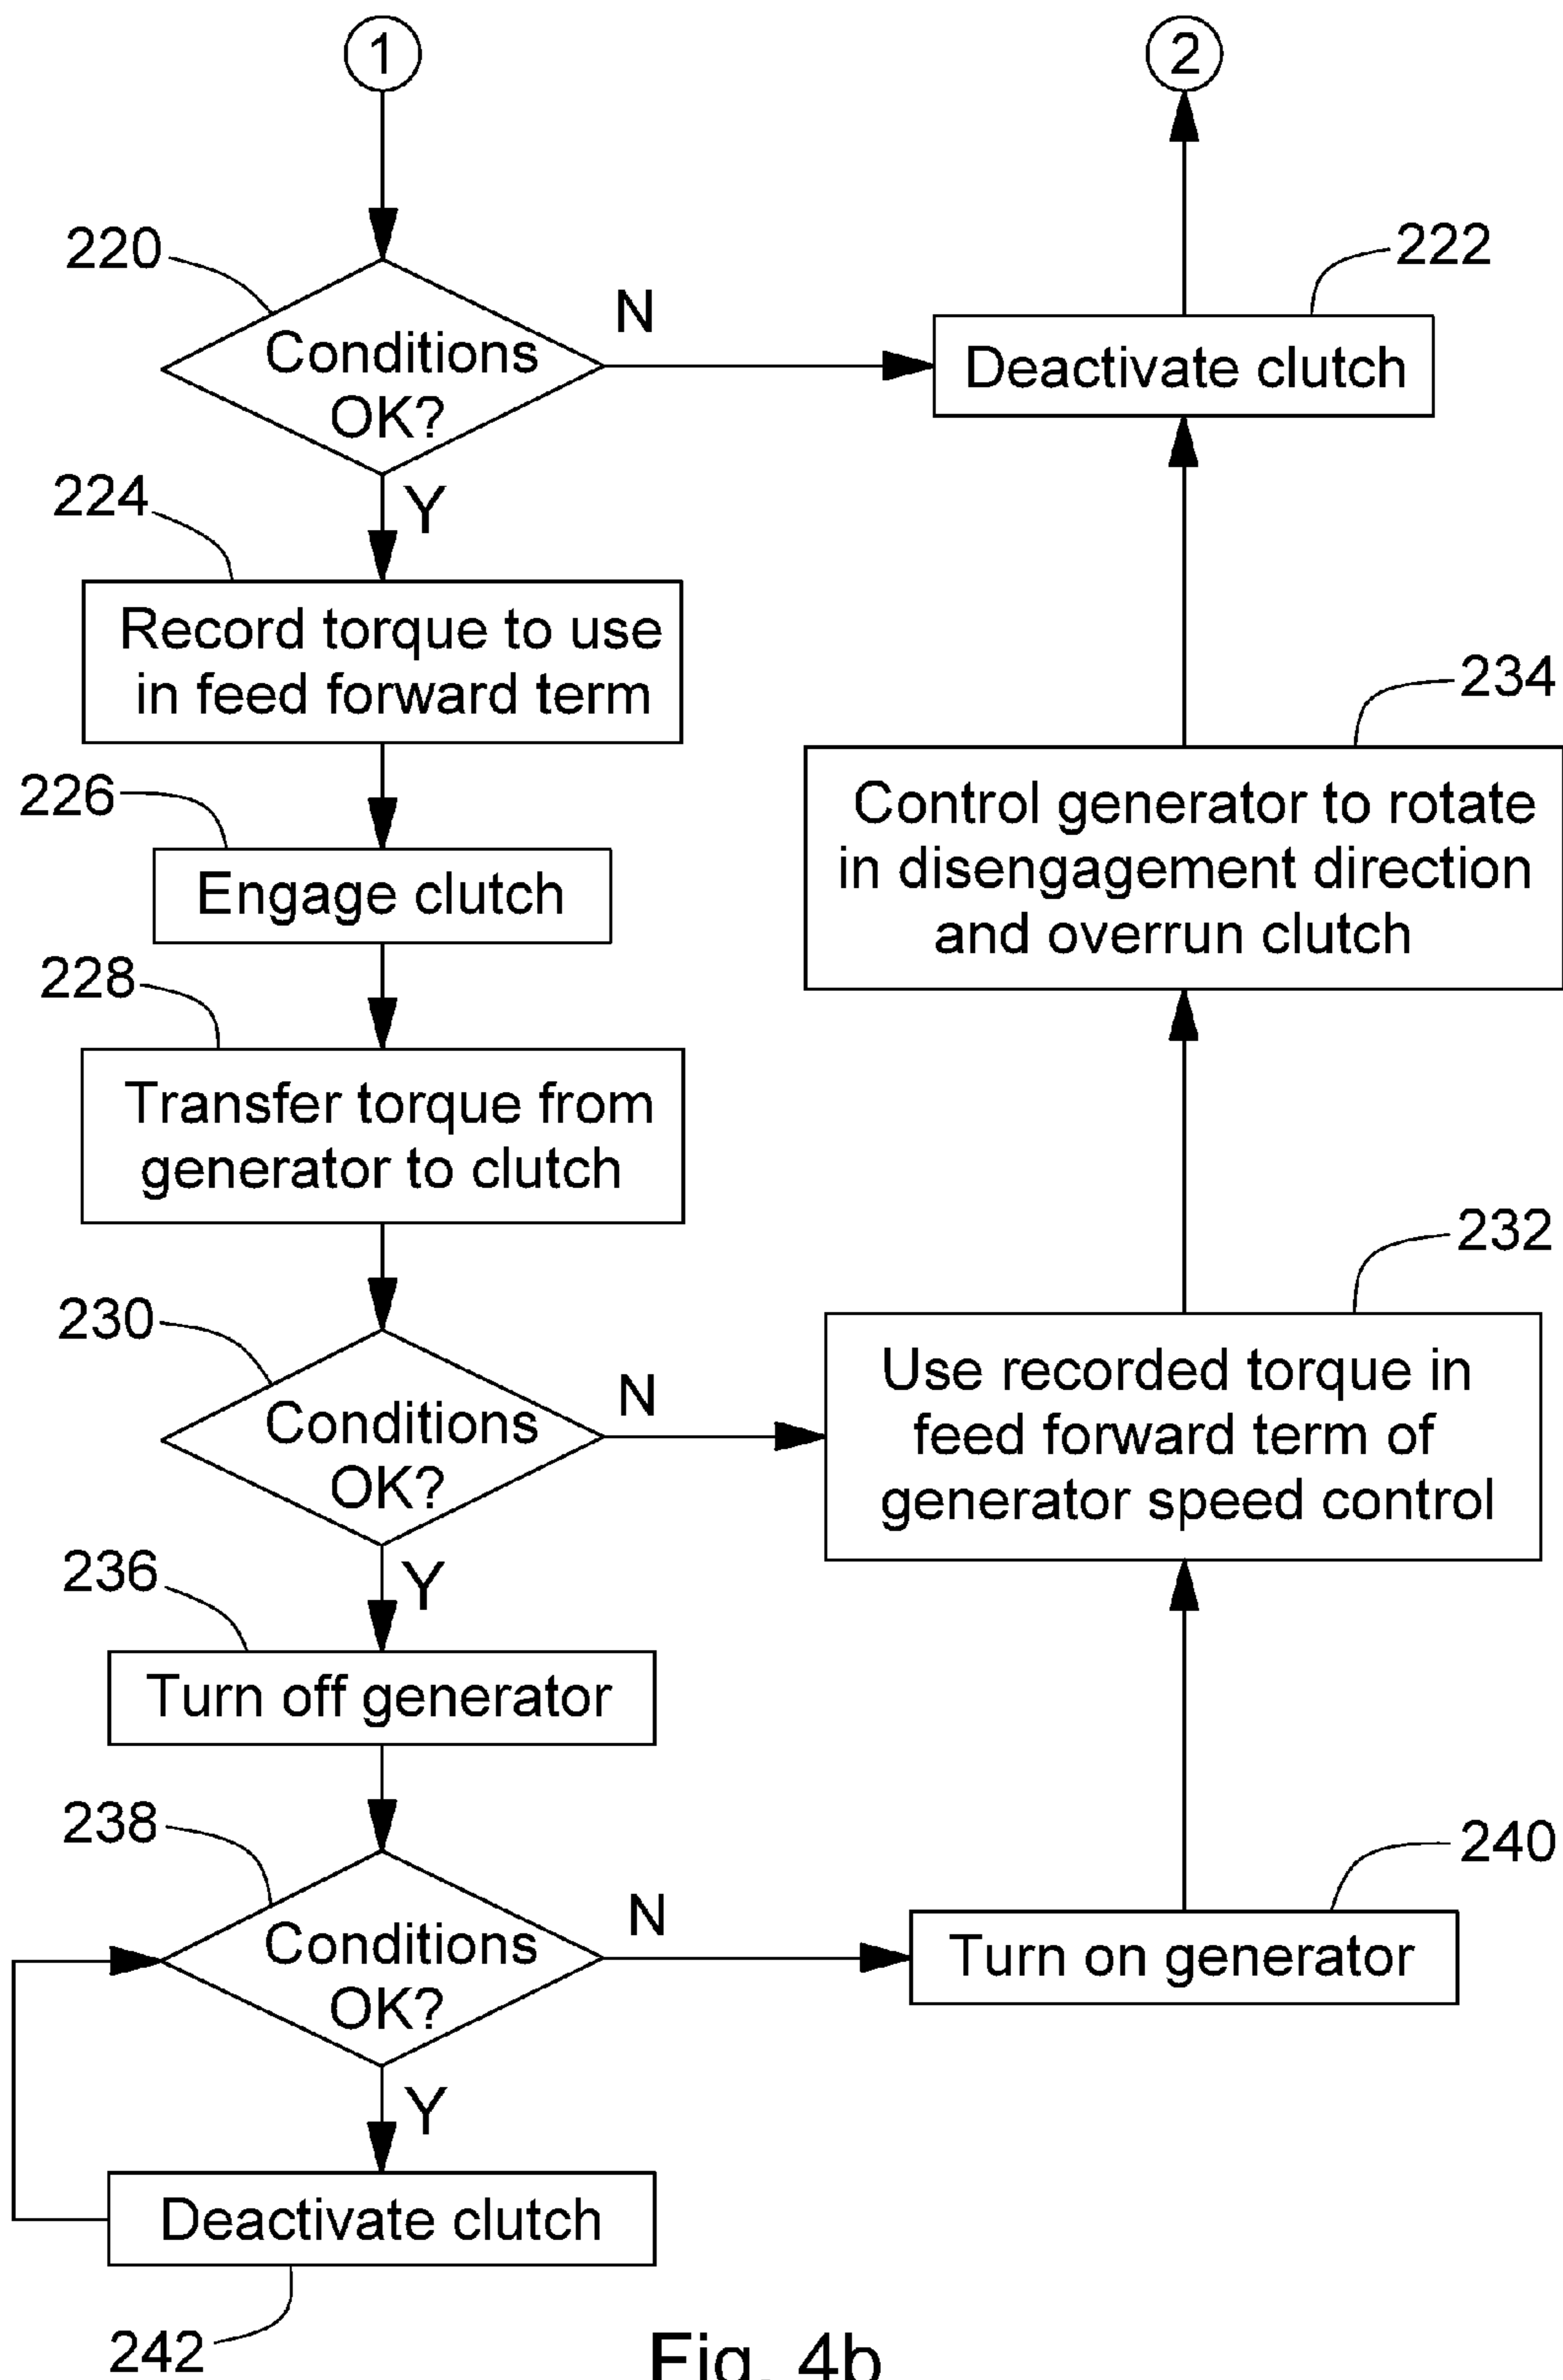 1
2
220
222
N
Conditions
OK?
Deactivate clutch
224
Y
Record torque to use
in feed forward term
234
226
Control generator to rotate
in disengagement direction
and overrun clutch
Engage clutch
228
Transfer torque from
generator to clutch
232
230
N
Conditions
OK?
Use recorded torque in
feed forward term of
generator speed control
236
Y
Turn off generator
238
240
N
Conditions
OK?
Turn on generator
Y
Deactivate clutch
242
Fig. 4b